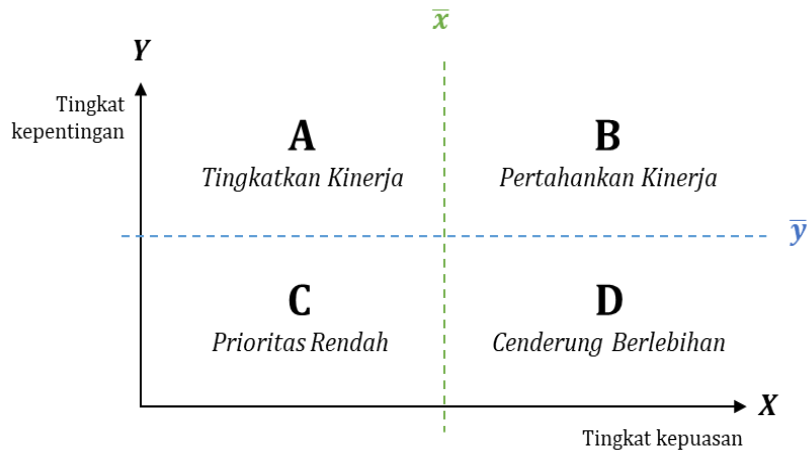 x̅
Y
Tingkat
kepentingan
A
Tingkatkan Kinerja
B
Pertahankan Kinerja
y̅
C
Prioritas Rendah
D
Cenderung Berlebihan
X
Tingkat kepuasan